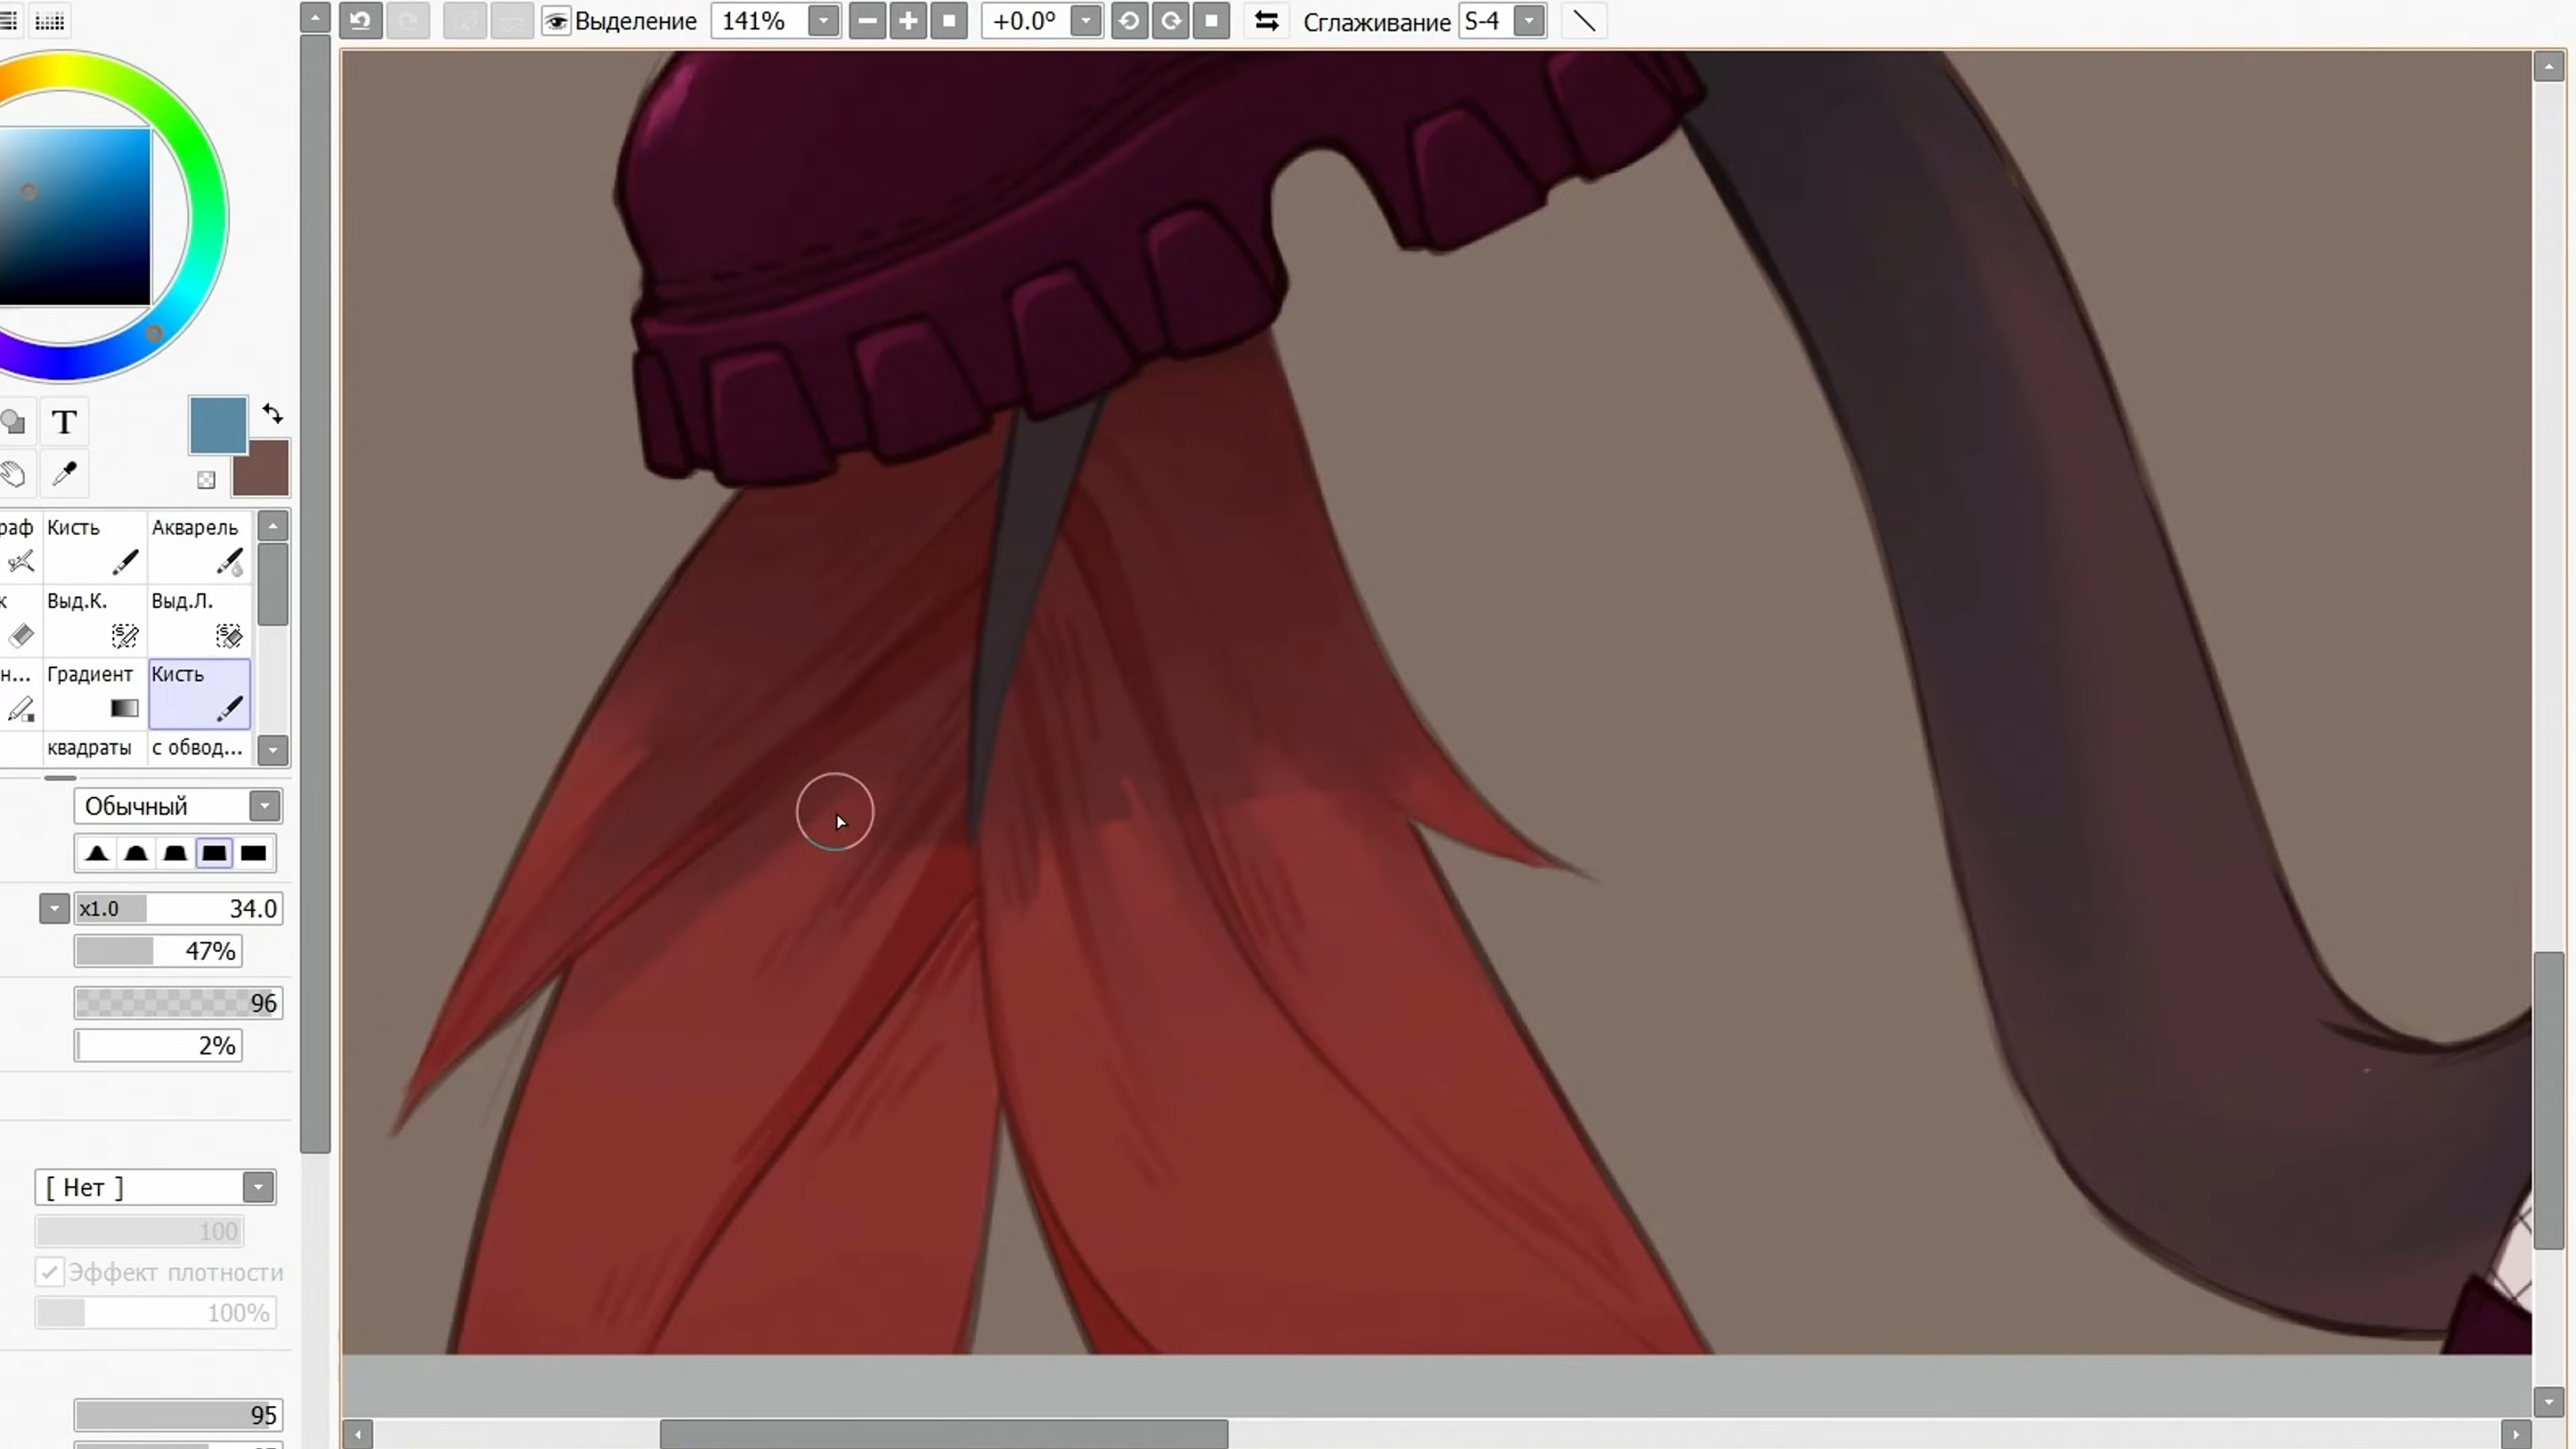 Выделение 141% +0.0° Сглаживание S-4
T
раф Кисть Акварель
к Выд.К. Выд.Л.
н... Градиент Кисть
квадраты с обвод...
Обычный
x1.0 34.0
47%
96
2%
[ Нет ]
100
Эффект плотности
100%
95